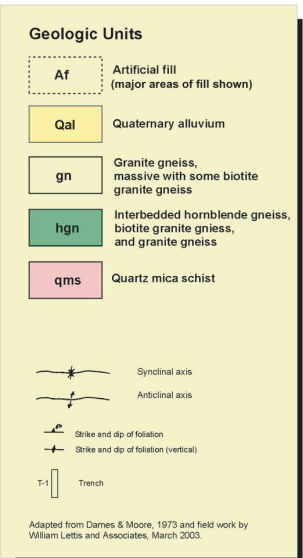 Geologic Units
Af
Artificial fill
(major areas of fill shown)
Qal
Quaternary alluvium
gn
Granite gneiss,
massive with some biotite
granite gneiss
hgn
Interbedded hornblende gneiss,
biotite granite gniess,
and granite gneiss
qms
Quartz mica schist
Synclinal axis
Anticlinal axis
Strike and dip of foliation
Strike and dip of foliation (vertical)
T-1
Trench
Adapted from Dames & Moore, 1973 and field work by
William Lettis and Associates, March 2003.